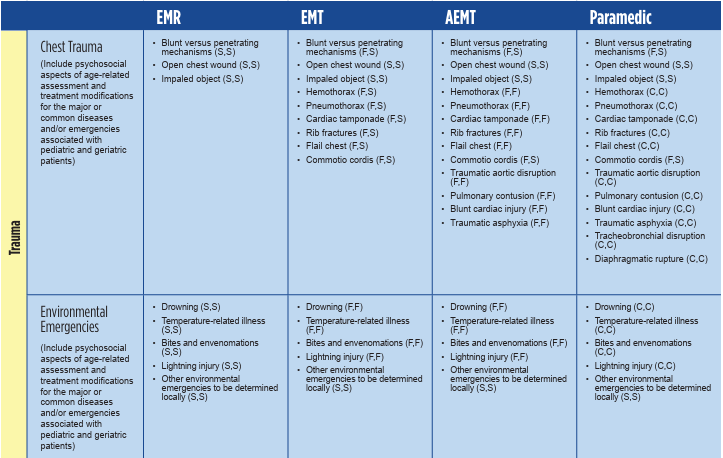 EMR EMT AEMT Paramedic
Trauma
Chest Trauma
(Include psychosocial
aspects of age-related
assessment and
treatment modifications
for the major or
common diseases
and/or emergencies
associated with
pediatric and geriatric
patients)
• Blunt versus penetrating
mechanisms (S,S)
• Open chest wound (S,S)
• Impaled object (S,S)
• Blunt versus penetrating
mechanisms (F,S)
• Open chest wound (F,S)
• Impaled object (S,S)
• Hemothorax (F,S)
• Pneumothorax (F,S)
• Cardiac tamponade (F,S)
• Rib fractures (F,S)
• Flail chest (F,S)
• Commotio cordis (F,S)
• Blunt versus penetrating
mechanisms (F,S)
• Open chest wound (S,S)
• Impaled object (S,S)
• Hemothorax (F,F)
• Pneumothorax (F,F)
• Cardiac tamponade (F,F)
• Rib fractures (F,F)
• Flail chest (F,F)
• Commotio cordis (F,S)
• Traumatic aortic disruption
(F,F)
• Pulmonary contusion (F,F)
• Blunt cardiac injury (F,F)
• Traumatic asphyxia (F,F)
• Blunt versus penetrating
mechanisms (F,S)
• Open chest wound (S,S)
• Impaled object (S,S)
• Hemothorax (C,C)
• Pneumothorax (C,C)
• Cardiac tamponade (C,C)
• Rib fractures (C,C)
• Flail chest (C,C)
• Commotio cordis (F,S)
• Traumatic aortic disruption
(C,C)
• Pulmonary contusion (C,C)
• Blunt cardiac injury (C,C)
• Traumatic asphyxia (C,C)
• Tracheobronchial disruption
(C,C)
• Diaphragmatic rupture (C,C)
Environmental
Emergencies
(Include psychosocial
aspects of age-related
assessment and
treatment modifications
for the major or
common diseases
and/or emergencies
associated with
pediatric and geriatric
patients)
• Drowning (S,S)
• Temperature-related illness
(S,S)
• Bites and envenomations
(S,S)
• Lightning injury (S,S)
• Other environmental
emergencies to be determined
locally (S,S)
• Drowning (F,F)
• Temperature-related illness
(F,F)
• Bites and envenomations (F,F)
• Lightning injury (F,F)
• Other environmental
emergencies to be determined
locally (S,S)
• Drowning (F,F)
• Temperature-related illness
(F,F)
• Bites and envenomations (F,F)
• Lightning injury (F,F)
• Other environmental
emergencies to be determined
locally (S,S)
• Drowning (C,C)
• Temperature-related illness
(C,C)
• Bites and envenomations
(C,C)
• Lightning injury (C,C)
• Other environmental
emergencies to be determined
locally (S,S)